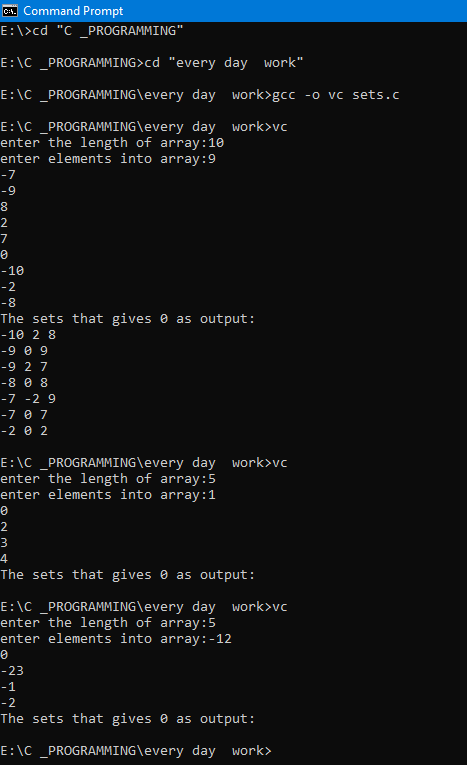 Command Prompt
E:\>cd "C _PROGRAMMING"
E:\C _PROGRAMMING>cd "every day  work"
E:\C _PROGRAMMING\every day  work>gcc -o vc sets.c
E:\C _PROGRAMMING\every day  work>vc
enter the length of array:10
enter elements into array:9
-7
-9
8
2
7
0
-10
-2
-8
The sets that gives 0 as output:
-10 2 8
-9 0 9
-9 2 7
-8 0 8
-7 -2 9
-7 0 7
-2 0 2
E:\C _PROGRAMMING\every day  work>vc
enter the length of array:5
enter elements into array:1
0
2
3
4
The sets that gives 0 as output:
E:\C _PROGRAMMING\every day  work>vc
enter the length of array:5
enter elements into array:-12
0
-23
-1
-2
The sets that gives 0 as output:
E:\C _PROGRAMMING\every day  work>